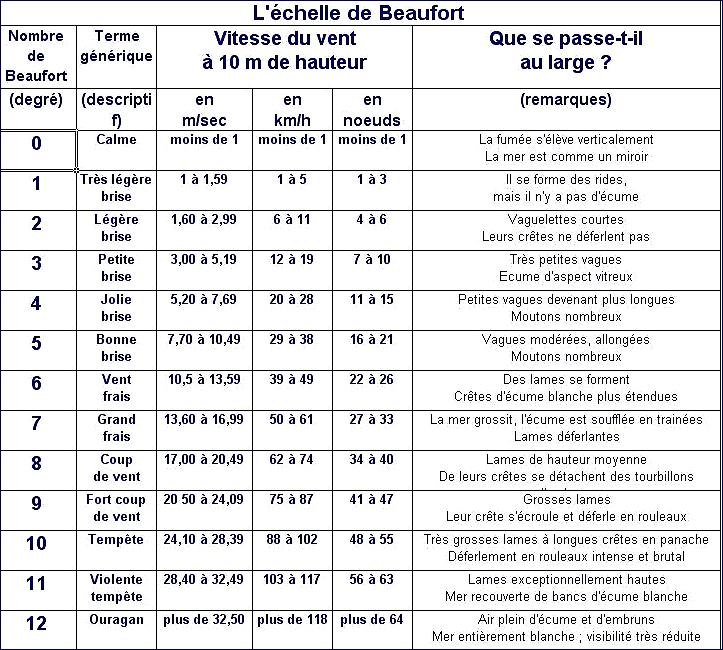 L'échelle de Beaufort
Nombre de Beaufort Terme générique Vitesse du vent à 10 m de hauteur Que se passe-t-il au large ?
(degré) (descriptif) en m/sec en km/h en noeuds (remarques)
0 Calme moins de 1 moins de 1 moins de 1 La fumée s'élève verticalement
La mer est comme un miroir
1 Très légère brise 1 à 1,59 1 à 5 1 à 3 Il se forme des rides,
mais il n'y a pas d'écume
2 Légère brise 1,60 à 2,99 6 à 11 4 à 6 Vaguelettes courtes
Leurs crêtes ne déferlent pas
3 Petite brise 3,00 à 5,19 12 à 19 7 à 10 Très petites vagues
Ecume d'aspect vitreux
4 Jolie brise 5,20 à 7,69 20 à 28 11 à 15 Petites vagues devenant plus longues
Moutons nombreux
5 Bonne brise 7,70 à 10,49 29 à 38 16 à 21 Vagues modérées, allongées
Moutons nombreux
6 Vent frais 10,5 à 13,59 39 à 49 22 à 26 Des lames se forment
Crêtes d'écume blanche plus étendues
7 Grand frais 13,60 à 16,99 50 à 61 27 à 33 La mer grossit, l'écume est soufflée en trainées
Lames déferlantes
8 Coup de vent 17,00 à 20,49 62 à 74 34 à 40 Lames de hauteur moyenne
De leurs crêtes se détachent des tourbillons
9 Fort coup de vent 20 50 à 24,09 75 à 87 41 à 47 Grosses lames
Leur crête s'écroule et déferle en rouleaux
10 Tempète 24,10 à 28,39 88 à 102 48 à 55 Très grosses lames à longues crêtes en panache
Déferlement en rouleaux intense et brutal
11 Violente tempète 28,40 à 32,49 103 à 117 56 à 63 Lames exceptionnellement hautes
Mer recouverte de bancs d'écume blanche
12 Ouragan plus de 32,50 plus de 118 plus de 64 Air plein d'écume et d'embruns
Mer entièrement blanche ; visibilité très réduite